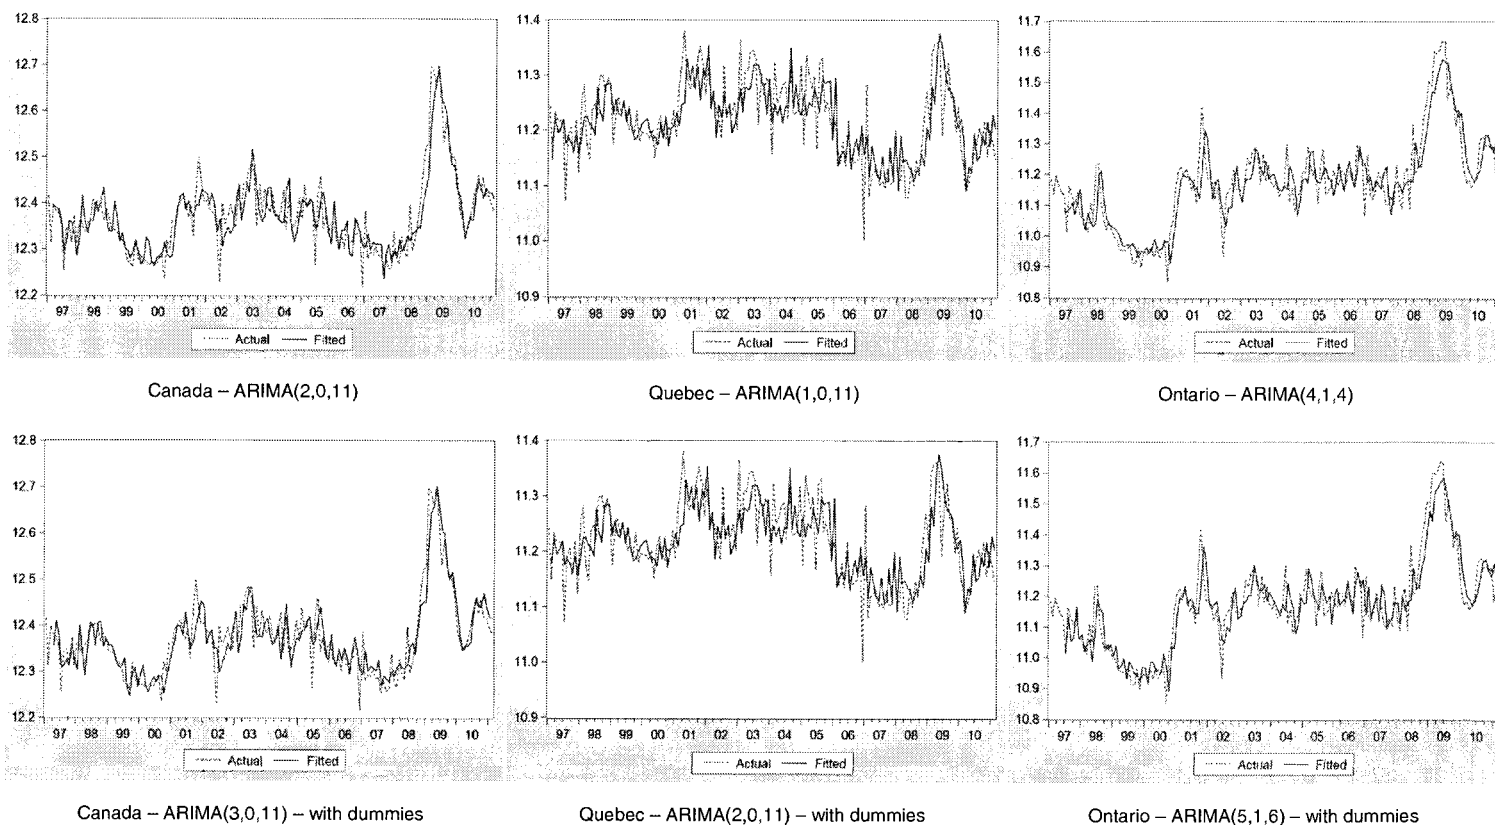 12.8
12.7
12.6
12.5
12.4
12.3
12.2
97 98 99 00 01 02 03 04 05 06 07 08 09 10
Actual Fitted
Canada – ARIMA(2,0,11)
11.4
11.3
11.2
11.1
11.0
10.9
97 98 99 00 01 02 03 04 05 06 07 08 09 10
Actual Fitted
Quebec – ARIMA(1,0,11)
11.7
11.6
11.5
11.4
11.3
11.2
11.1
11.0
10.9
10.8
97 98 99 00 01 02 03 04 05 06 07 08 09 10
Actual Fitted
Ontario – ARIMA(4,1,4)
12.8
12.7
12.6
12.5
12.4
12.3
12.2
97 98 99 00 01 02 03 04 05 06 07 08 09 10
Actual Fitted
Canada – ARIMA(3,0,11) – with dummies
11.4
11.3
11.2
11.1
11.0
10.9
97 98 99 00 01 02 03 04 05 06 07 08 09 10
Actual Fitted
Quebec – ARIMA(2,0,11) – with dummies
11.7
11.6
11.5
11.4
11.3
11.2
11.1
11.0
10.9
10.8
97 98 99 00 01 02 03 04 05 06 07 08 09 10
Actual Fitted
Ontario – ARIMA(5,1,6) – with dummies